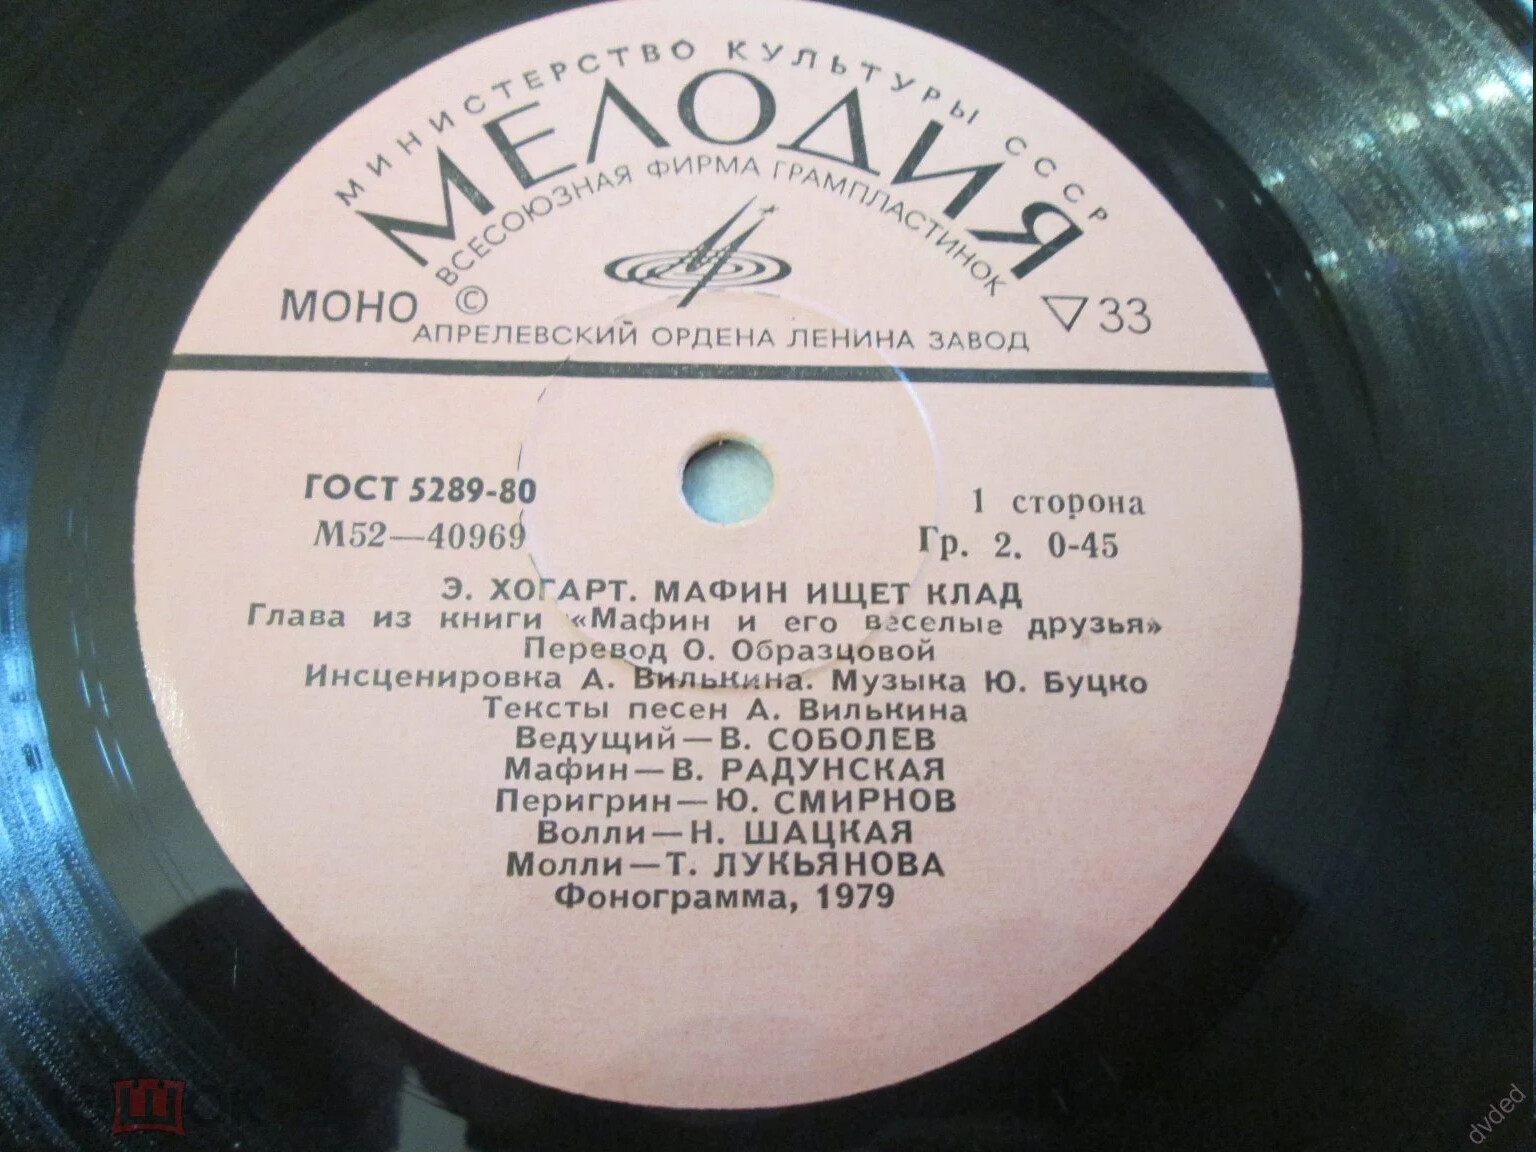 МИНИСТЕРСТВО КУЛЬТУРЫ СССР
МЕЛОДИЯ
ВСЕСОЮЗНАЯ ФИРМА ГРАМПЛАСТИНОК
МОНО © 33
АПРЕЛЕВСКИЙ ОРДЕНА ЛЕНИНА ЗАВОД
ГОСТ 5289-80
1 сторона
М52—40969
Гр. 2. 0-45
Э. ХОГАРТ. МАФИН ИЩЕТ КЛАД
Глава из книги «Мафин и его веселые друзья»
Перевод О. Образцовой
Инсценировка А. Вилькина. Музыка Ю. Буцко
Тексты песен А. Вилькина
Ведущий—В. СОБОЛЕВ
Мафин—В. РАДУНСКАЯ
Перигрин—Ю. СМИРНОВ
Волли—Н. ШАЦКАЯ
Молли—Т. ЛУКЬЯНОВА
Фонограмма, 1979
dvded